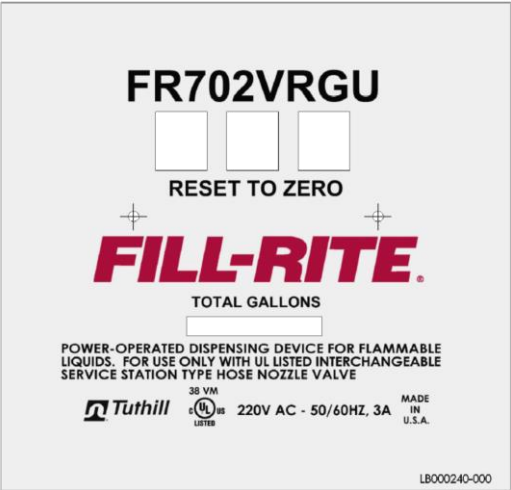 FR702VRGU
RESET TO ZERO
FILL-RITE®
TOTAL GALLONS
POWER-OPERATED DISPENSING DEVICE FOR FLAMMABLE
LIQUIDS. FOR USE ONLY WITH UL LISTED INTERCHANGEABLE
SERVICE STATION TYPE HOSE NOZZLE VALVE
Tuthill
38 VM
C UL US
LISTED
220V AC - 50/60HZ, 3A
MADE
IN
U.S.A.
LB000240-000